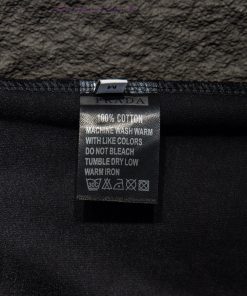 PRADA
100% COTTON
MACHINE WASH WARM
WITH LIKE COLORS
DO NOT BLEACH
TUMBLE DRY LOW
WARM IRON